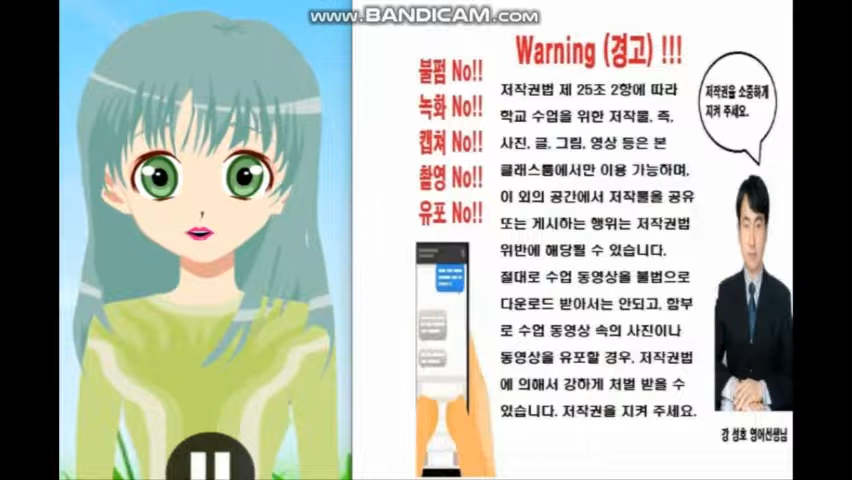 www.BANDICAM.com
Warning (경고) !!!
불펌 No!!
녹화 No!!
캡쳐 No!!
촬영 No!!
유포 No!!
저작권법 제 25조 2항에 따라
학교 수업을 위한 저작물, 즉,
사진, 글, 그림, 영상 등은 본
클래스룸에서만 이용 가능하며,
이 외의 공간에서 저작물을 공유
또는 게시하는 행위는 저작권법
위반에 해당될 수 있습니다.
절대로 수업 동영상을 불법으로
다운로드 받아서는 안되고, 함부
로 수업 동영상 속의 사진이나
동영상을 유포할 경우, 저작권법
에 의해서 강하게 처벌 받을 수
있습니다. 저작권을 지켜 주세요.
저작권을 소중하게
지켜 주세요.
강 성호 영어선생님